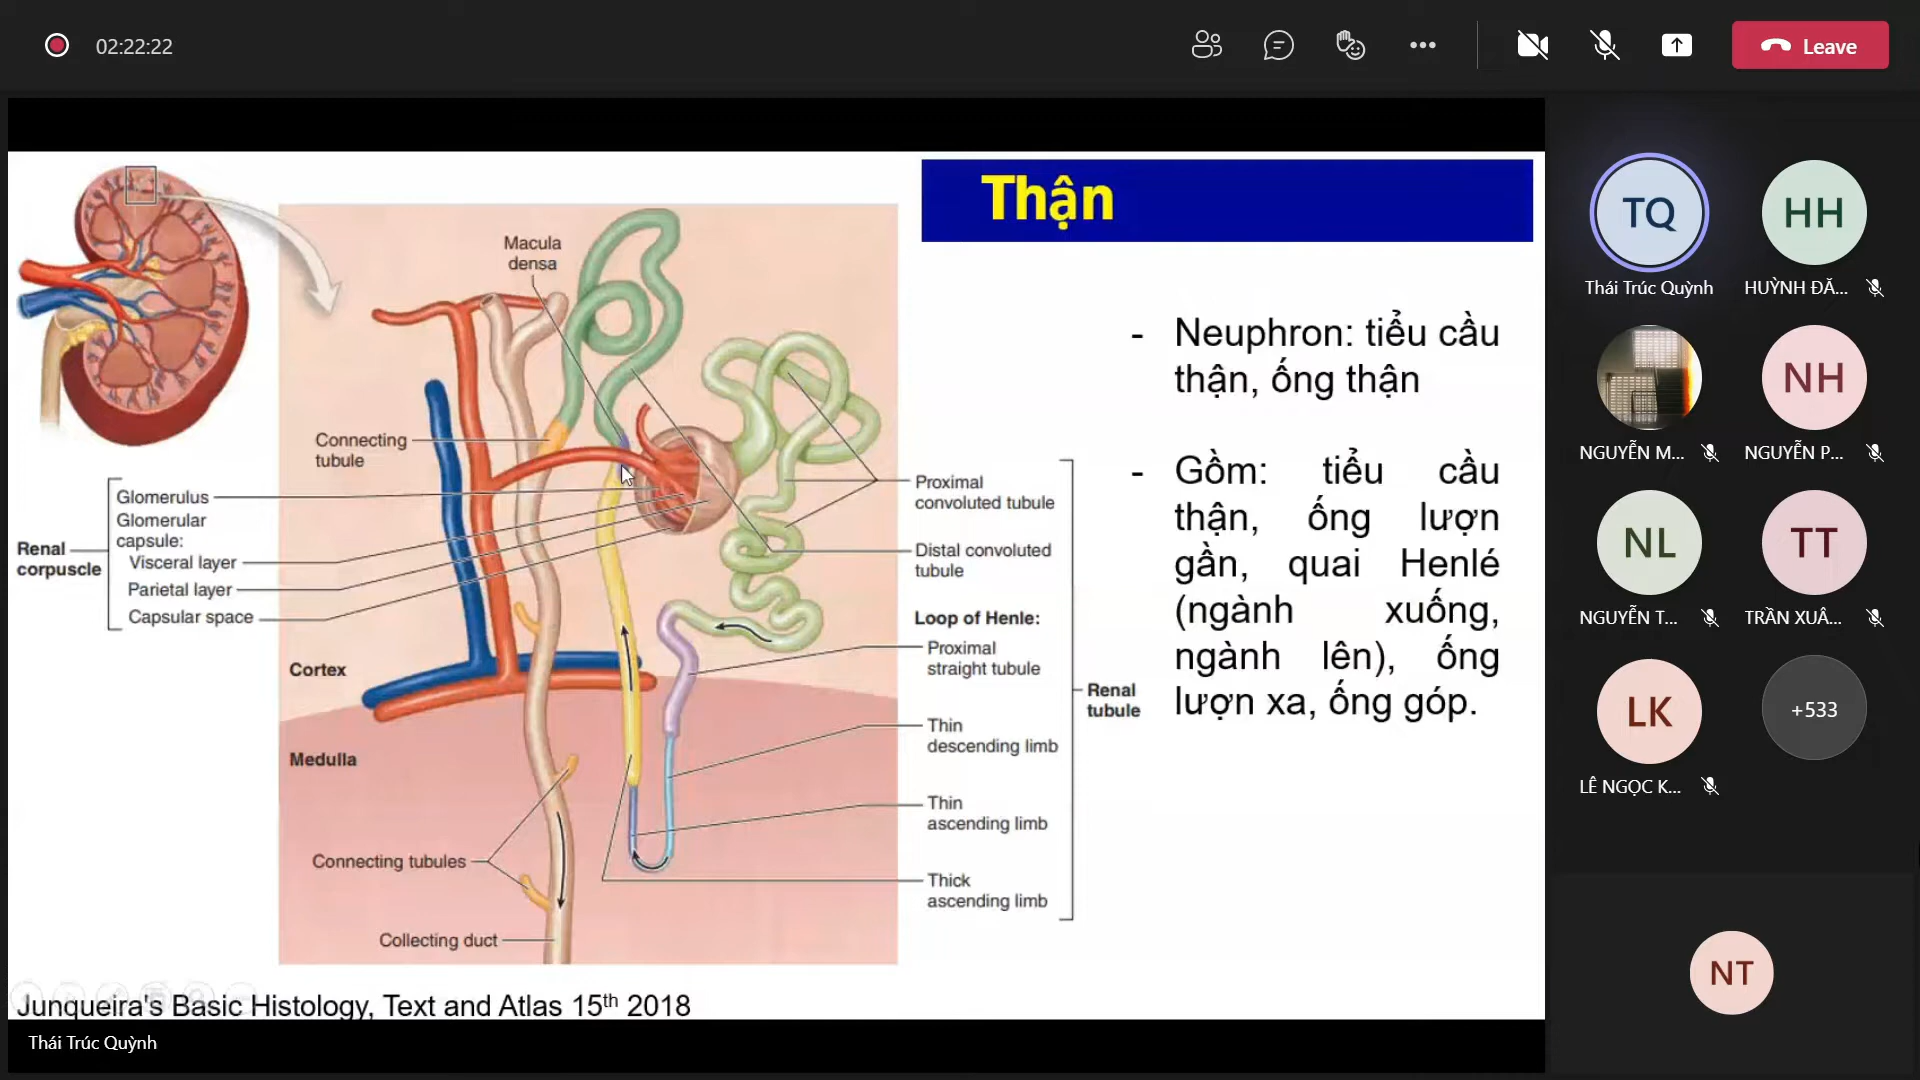 02:22:22
Leave
Thận
Macula
densa
Connecting
tubule
Glomerulus
Glomerular
capsule:
Visceral layer
Parietal layer
Capsular space
Renal
corpuscle
Cortex
Medulla
Connecting tubules
Collecting duct
Proximal
convoluted tubule
Distal convoluted
tubule
Loop of Henle:
Proximal
straight tubule
Thin
descending limb
Thin
ascending limb
Thick
ascending limb
Renal
tubule
- Neuphron: tiểu cầu
thận, ống thận
- Gồm: tiểu cầu
thận, ống lượn
gần, quai Henlé
(ngành xuống,
ngành lên), ống
lượn xa, ống góp.
Junqueira's Basic Histology, Text and Atlas 15th 2018
Thái Trúc Quỳnh
TQ
Thái Trúc Quỳnh
HH
HUỲNH ĐĂ...
NGUYỄN M...
NH
NGUYỄN P...
NL
NGUYỄN T...
TT
TRẦN XUÂ...
LK
LÊ NGỌC K...
+533
NT